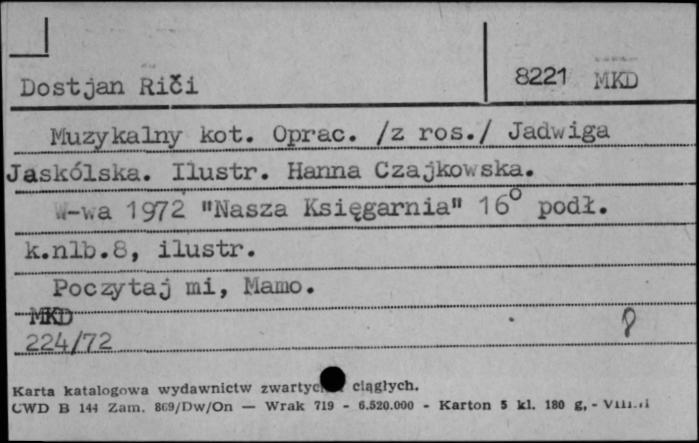 Dostjan Riči
8221 MKD
Muzykalny kot. Oprac. /z ros./ Jadwiga
Jaskólska. Ilustr. Hanna Czajkowska.
W-wa 1972 "Nasza Księgarnia" 16° podł.
k.nlb.8, ilustr.
Poczytaj mi, Mamo.
MKD
224/72
Karta katalogowa wydawnictw ciągłych.
CWD B 144 Zam. 869/Dw/On — Wrak 719 - 6.520.000 - Karton 5 kl. 180 g, -